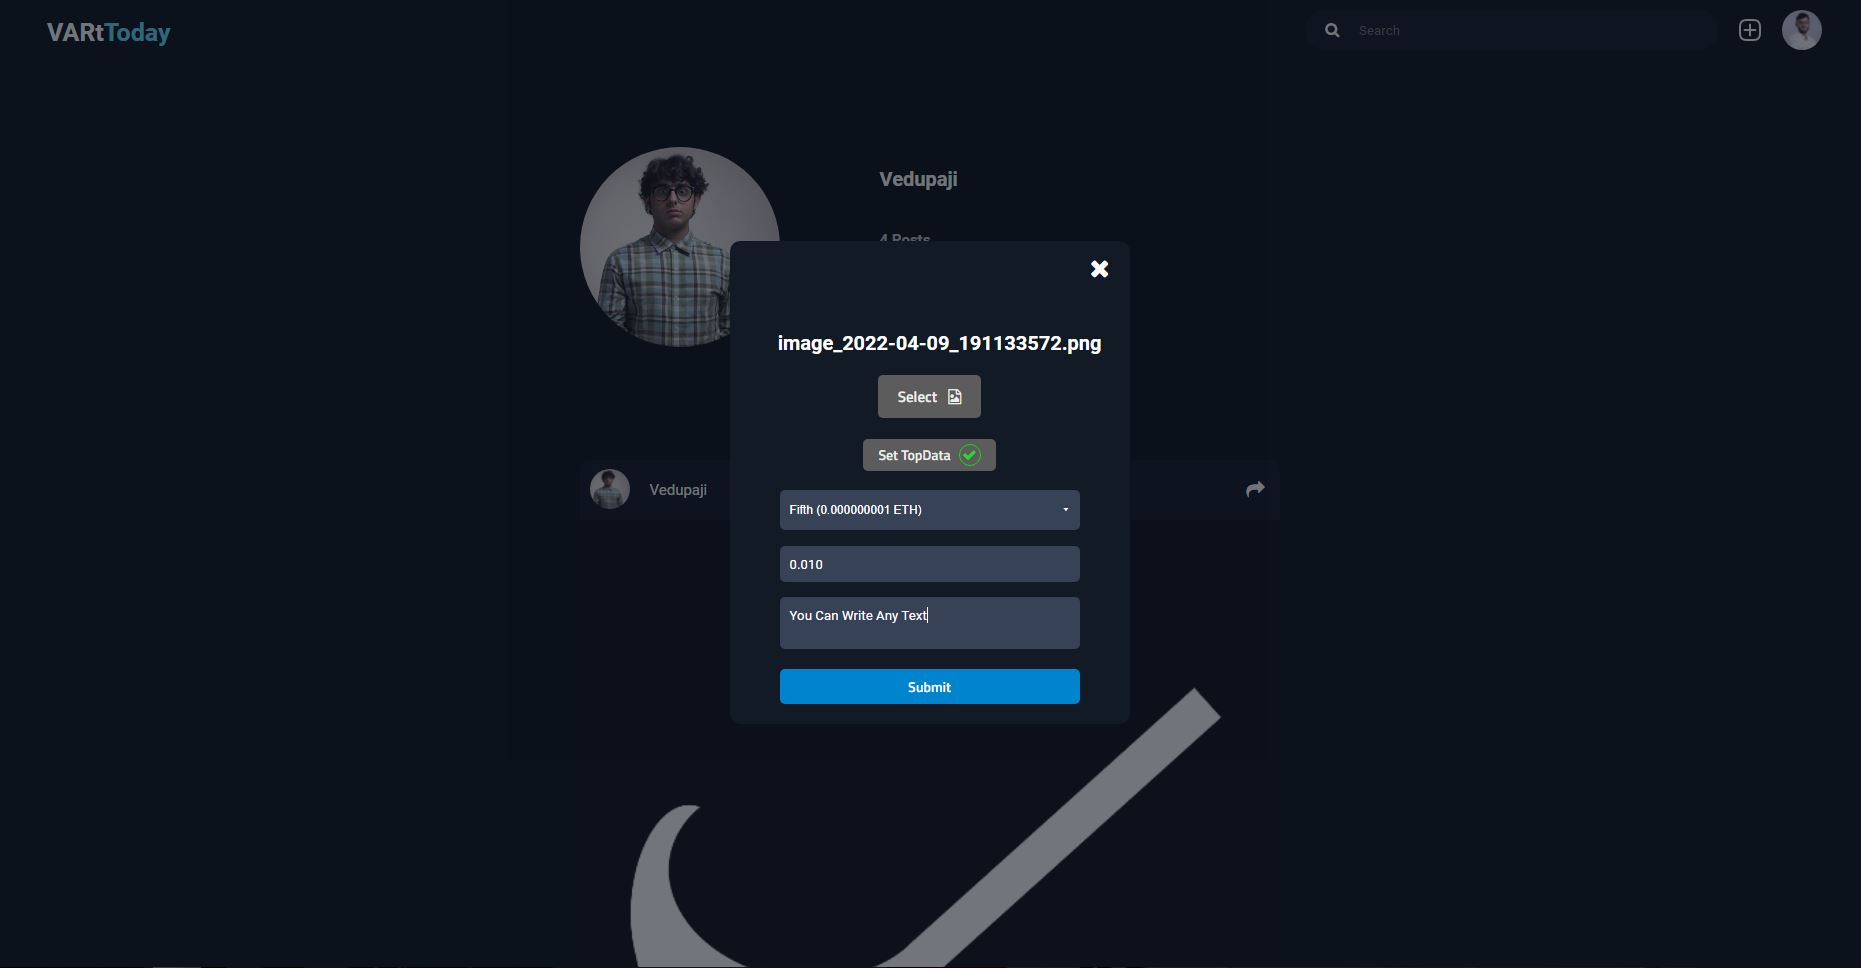 VARtToday
Search
Vedupaji
4 Posts
image_2022-04-09_191133572.png
Select
Set TopData
Vedupaji
Fifth (0.000000001 ETH)
0.010
You Can Write Any Text
Submit